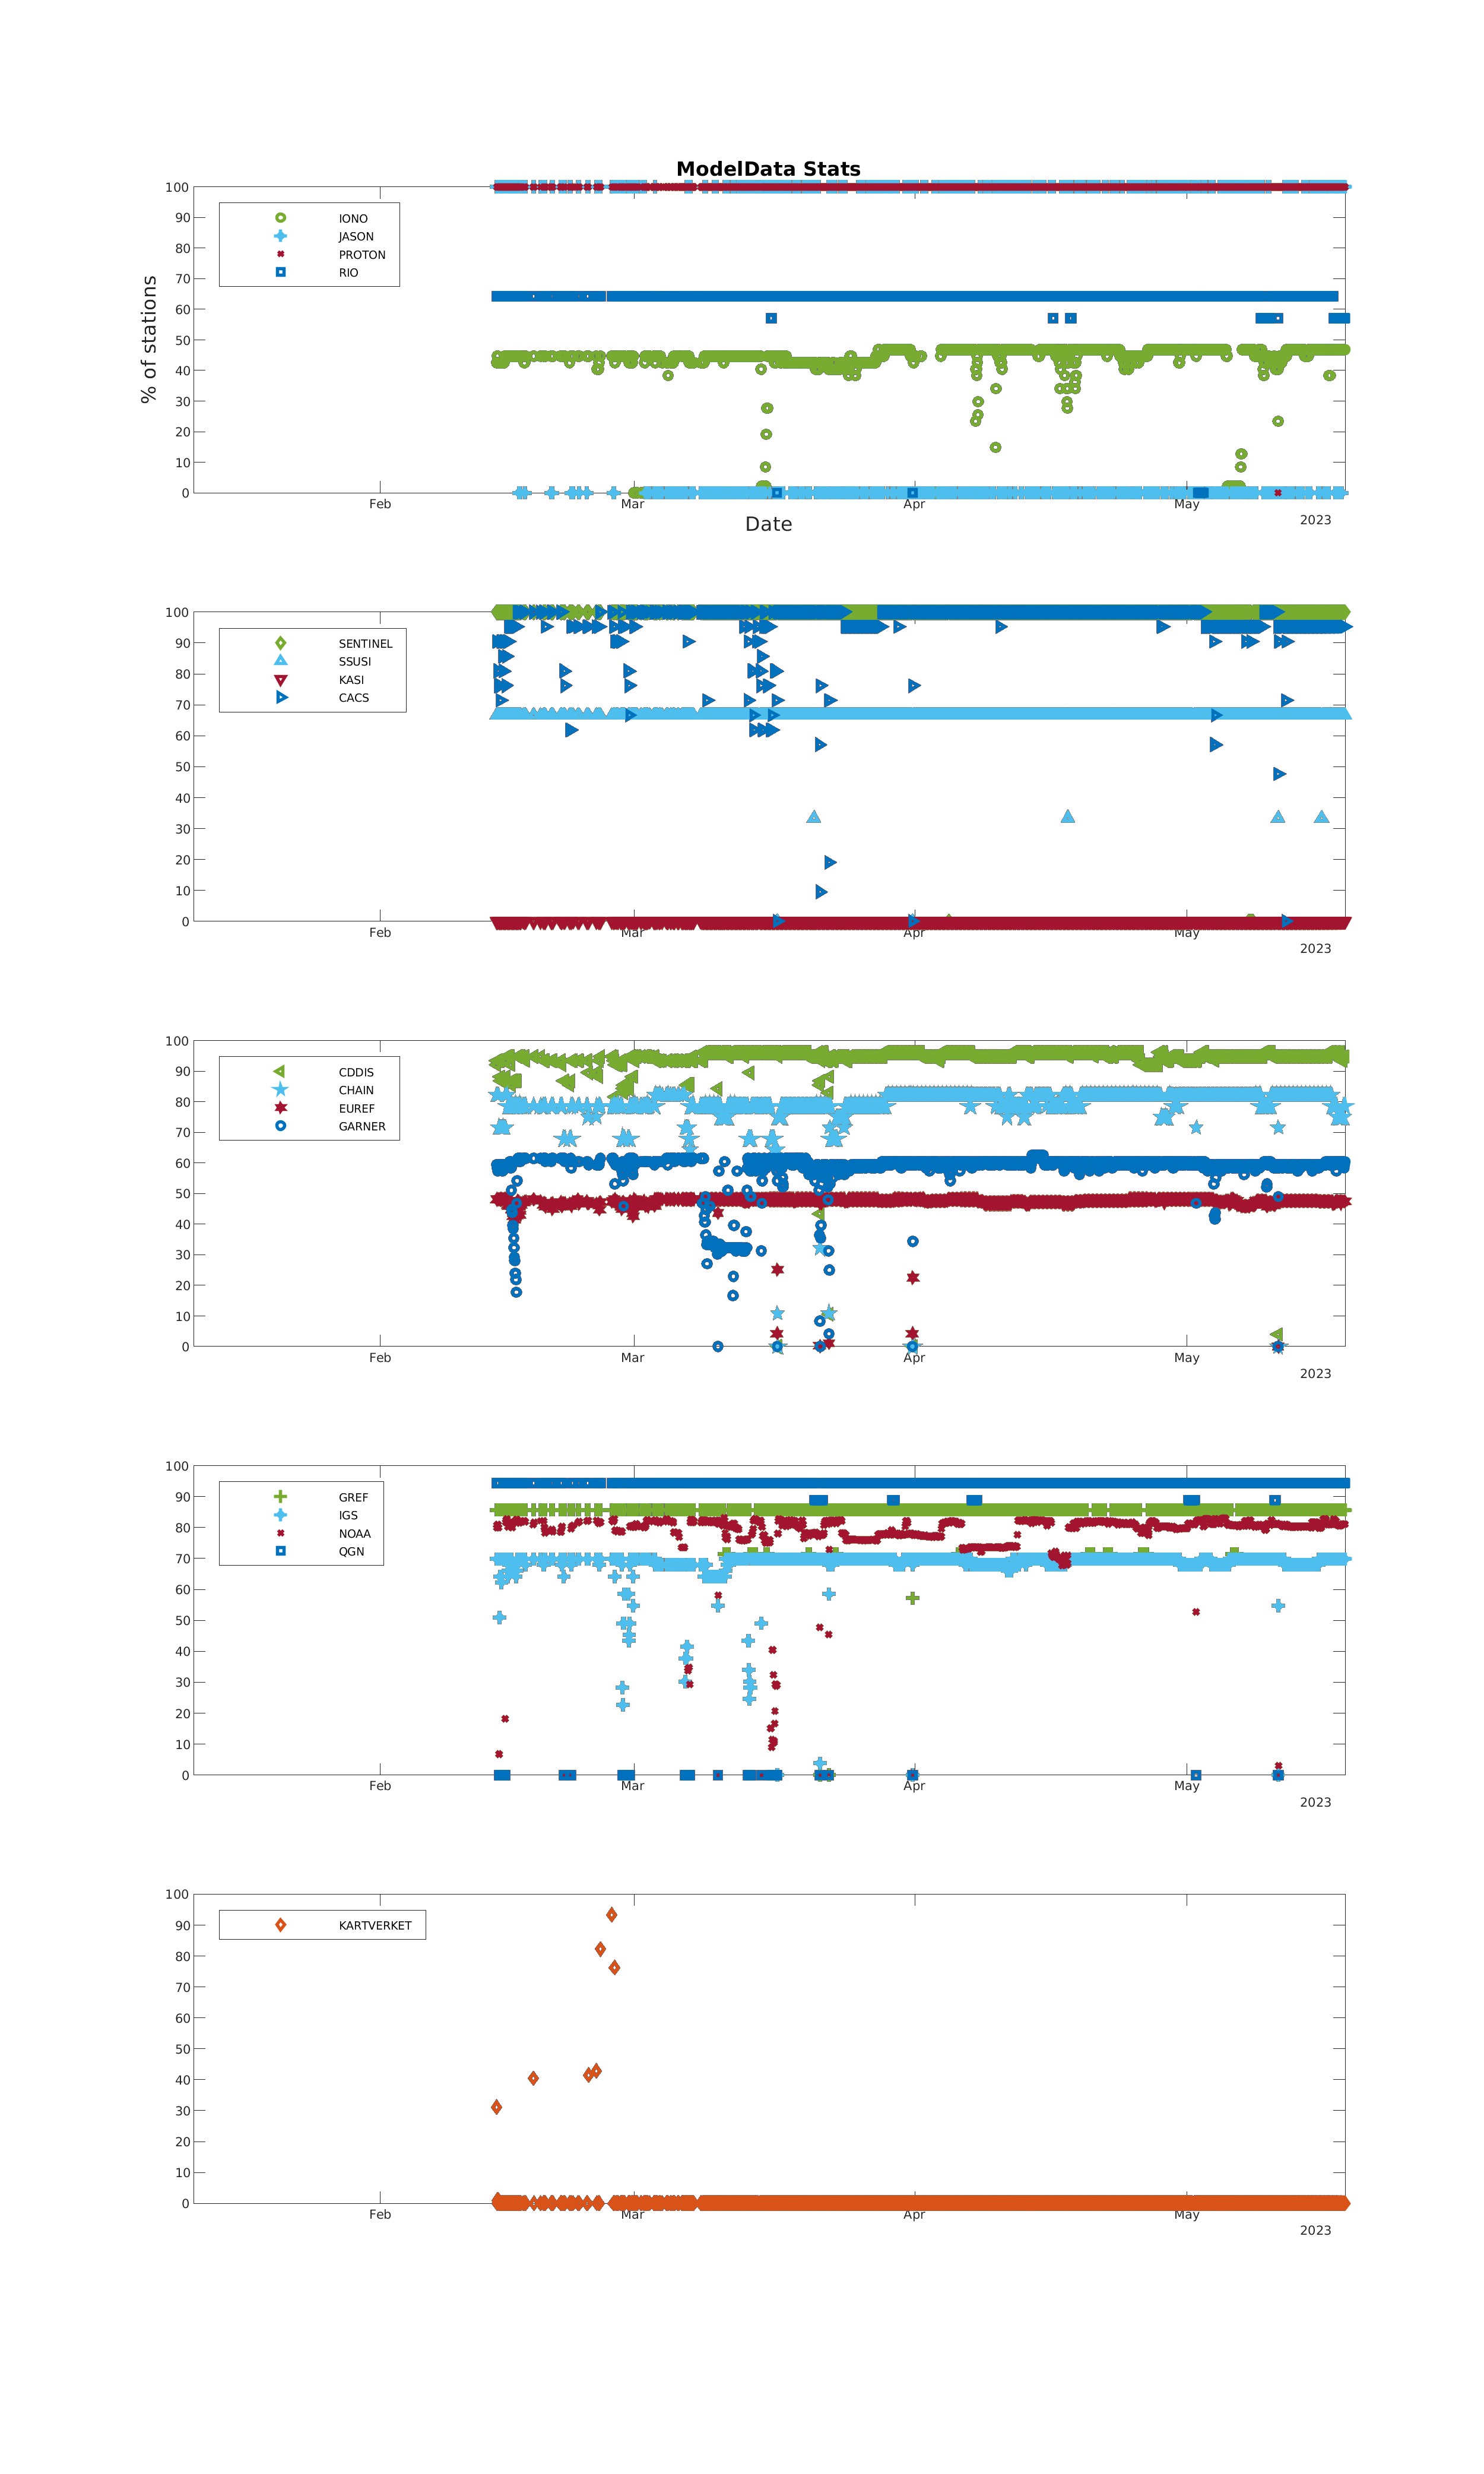 ModelData Stats
% of stations
100
90
80
70
60
50
40
30
20
10
0
IONO
JASON
PROTON
RIO
Feb Mar Apr May
2023
Date
100
90
80
70
60
50
40
30
20
10
0
SENTINEL
SSUSI
KASI
CACS
Feb Mar Apr May
2023
100
90
80
70
60
50
40
30
20
10
0
CDDIS
CHAIN
EUREF
GARNER
Feb Mar Apr May
2023
100
90
80
70
60
50
40
30
20
10
0
GREF
IGS
NOAA
QGN
Feb Mar Apr May
2023
100
90
80
70
60
50
40
30
20
10
0
KARTVERKET
Feb Mar Apr May
2023